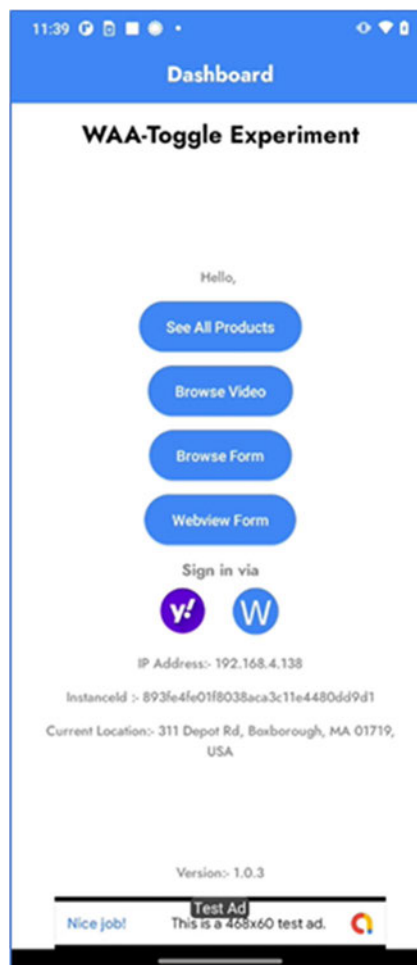 11:39
Dashboard
WAA-Toggle Experiment
Hello,
See All Products
Browse Video
Browse Form
Webview Form
Sign in via
y! W
IP Address:- 192.168.4.138
InstanceId :- 893fe4fe01f8038aca3c11e4480dd9d1
Current Location:- 311 Depot Rd, Boxborough, MA 01719,
USA
Version:- 1.0.3
Test Ad
Nice job! This is a 468x60 test ad.